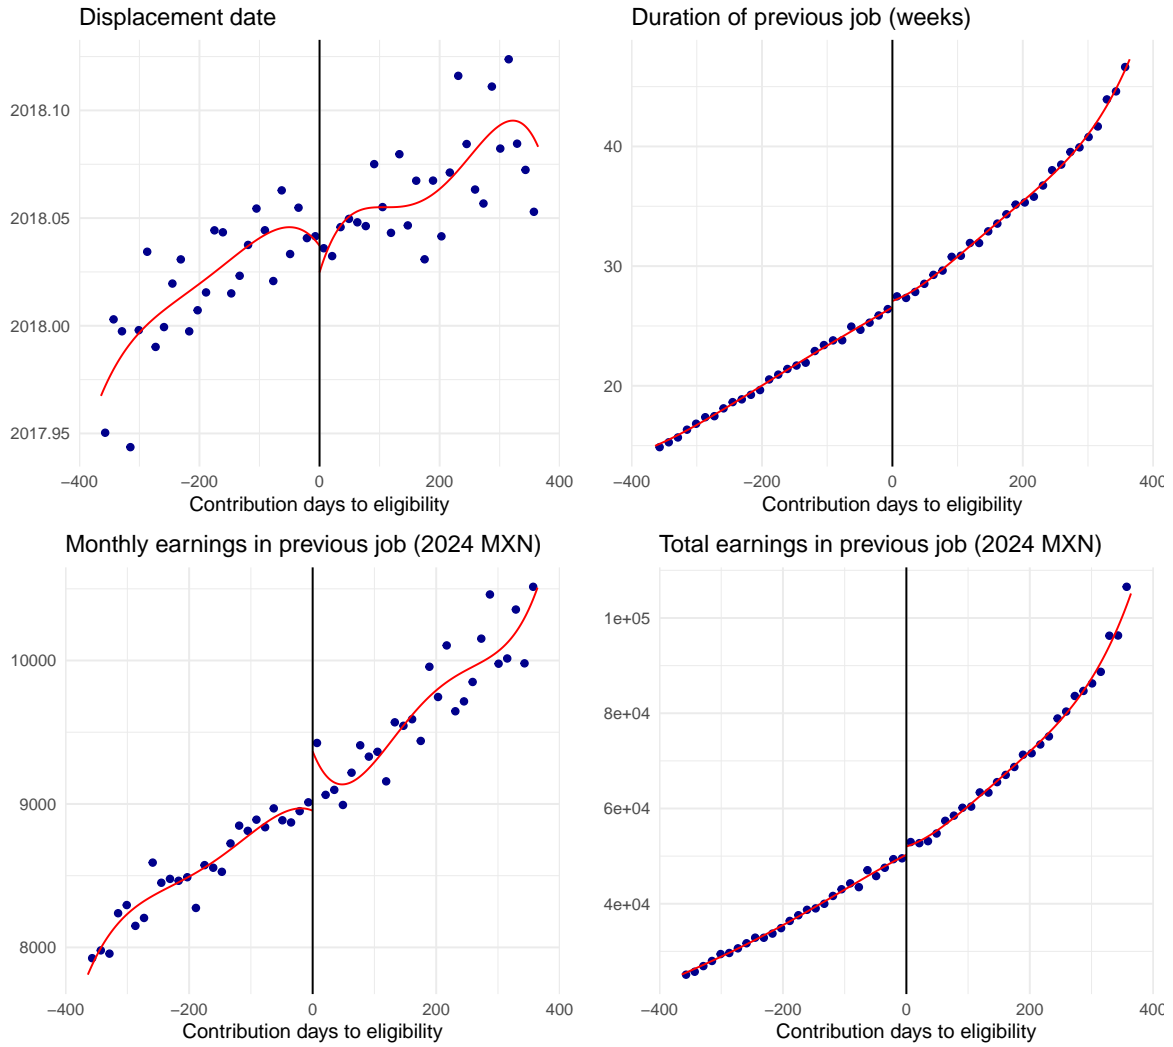 Displacement date
2018.10
2018.05
2018.00
2017.95
−400 −200 0 200 400
Contribution days to eligibility
Duration of previous job (weeks)
40
30
20
−400 −200 0 200 400
Contribution days to eligibility
Monthly earnings in previous job (2024 MXN)
10000
9000
8000
−400 −200 0 200 400
Contribution days to eligibility
Total earnings in previous job (2024 MXN)
1e+05
8e+04
6e+04
4e+04
−400 −200 0 200 400
Contribution days to eligibility